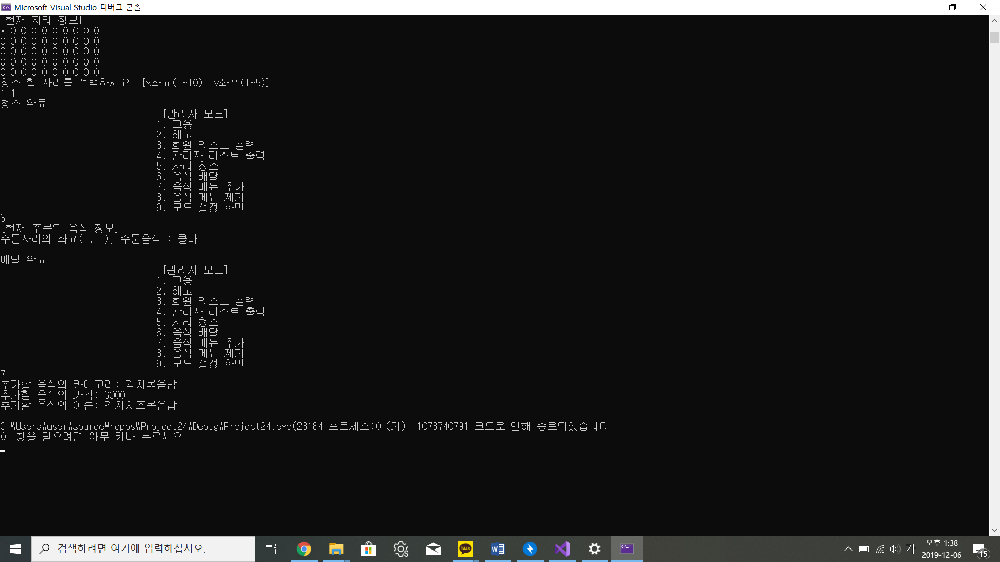 Microsoft Visual Studio 디버그 콘솔
[현재 자리 정보]
* 0 0 0 0 0 0 0 0 0
0 0 0 0 0 0 0 0 0 0
0 0 0 0 0 0 0 0 0 0
0 0 0 0 0 0 0 0 0 0
0 0 0 0 0 0 0 0 0 0
청소 할 자리를 선택하세요. [x좌표(1~10), y좌표(1~5)]
1 1
청소 완료
[관리자 모드]
1. 고용
2. 해고
3. 회원 리스트 출력
4. 관리자 리스트 출력
5. 자리 청소
6. 음식 배달
7. 음식 메뉴 추가
8. 음식 메뉴 제거
9. 모드 설정 화면
6
[현재 주문된 음식 정보]
주문자리의 좌표(1, 1), 주문음식 : 콜라
배달 완료
[관리자 모드]
1. 고용
2. 해고
3. 회원 리스트 출력
4. 관리자 리스트 출력
5. 자리 청소
6. 음식 배달
7. 음식 메뉴 추가
8. 음식 메뉴 제거
9. 모드 설정 화면
7
추가할 음식의 카테고리: 김치볶음밥
추가할 음식의 가격: 3000
추가할 음식의 이름: 김치치즈볶음밥
C:₩Users₩user₩source₩repos₩Project24₩Debug₩Project24.exe(23184 프로세스)이(가) -1073740791 코드로 인해 종료되었습니다.
이 창을 닫으려면 아무 키나 누르세요.
검색하려면 여기에 입력하십시오.
TALK
가
오후 1:38
2019-12-06
15